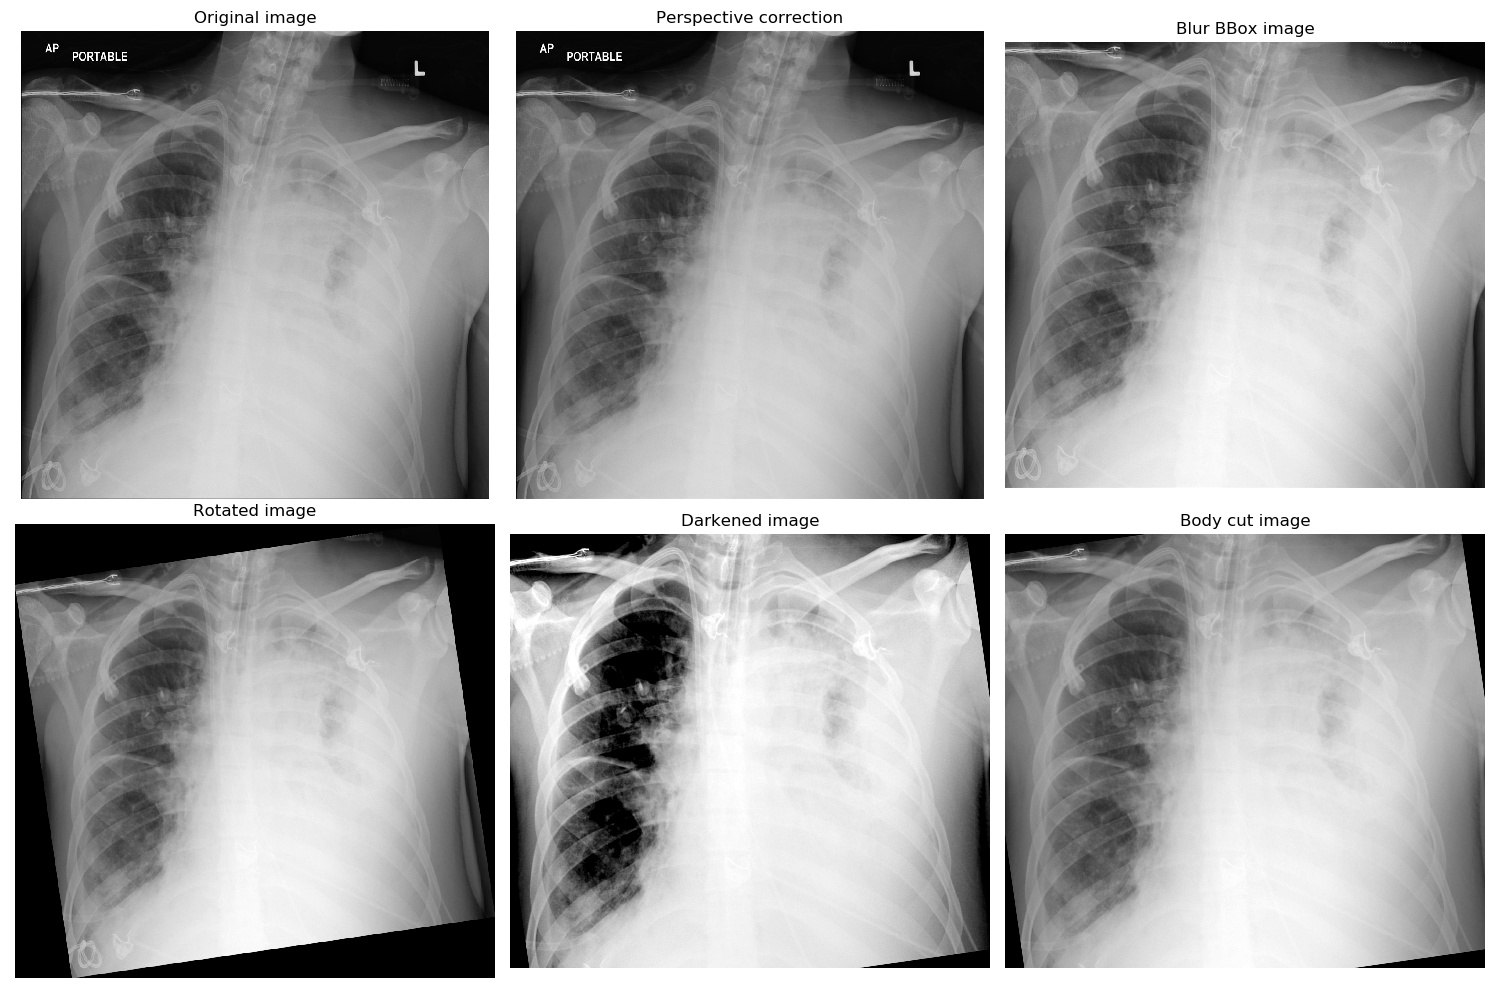 Original image
Perspective correction
Blur BBox image
AP
PORTABLE
L
AP
PORTABLE
L
Rotated image
Darkened image
Body cut image